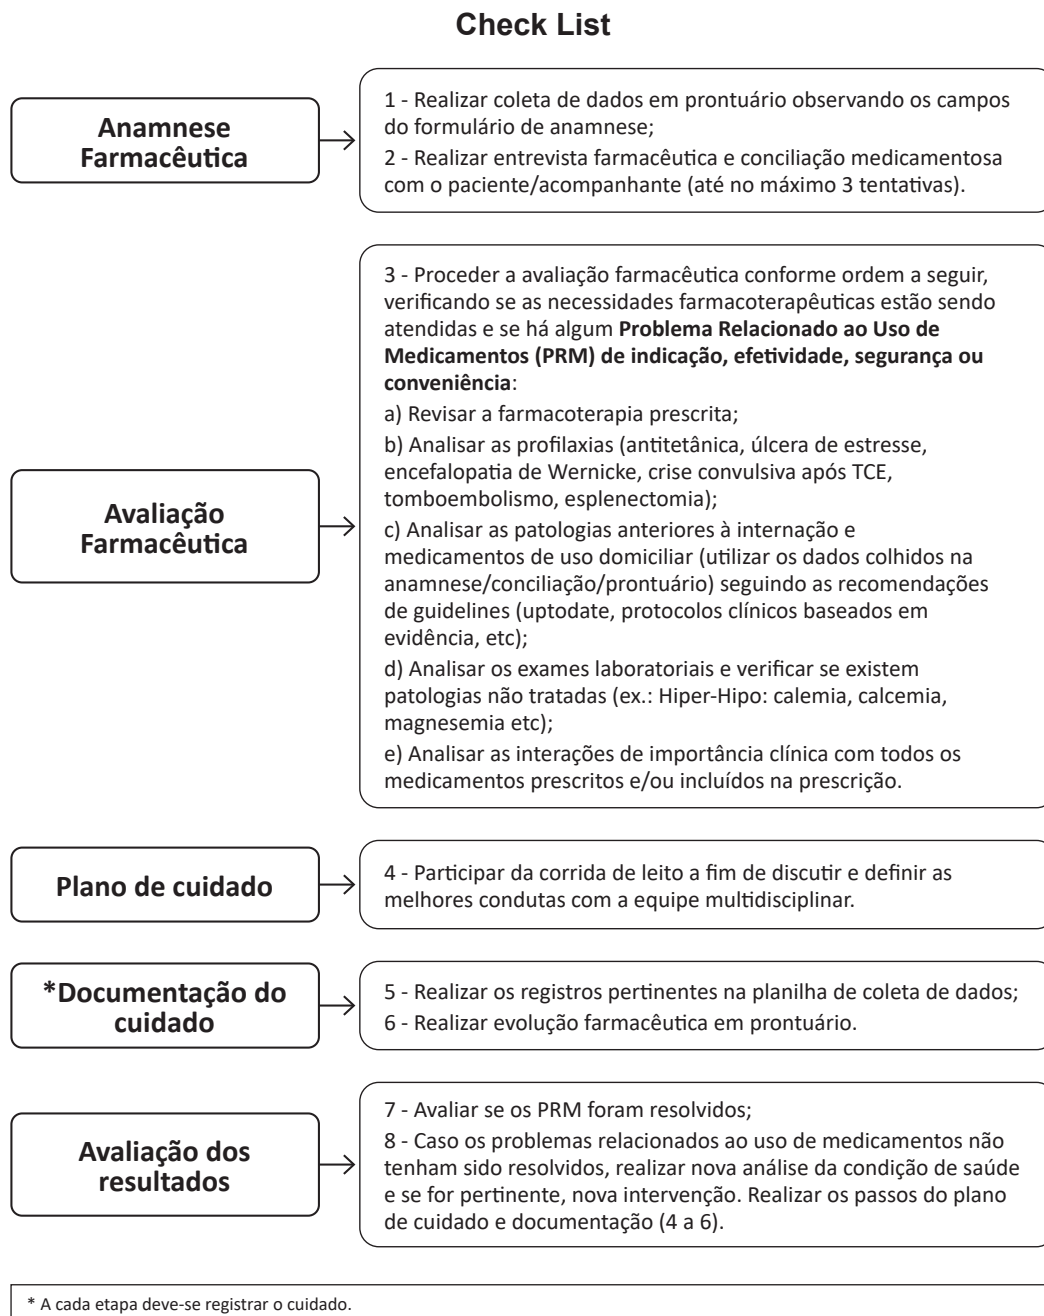 Check List
Anamnese
Farmacêutica
1 - Realizar coleta de dados em prontuário observando os campos
do formulário de anamnese;
2 - Realizar entrevista farmacêutica e conciliação medicamentosa
com o paciente/acompanhante (até no máximo 3 tentativas).
Avaliação
Farmacêutica
3 - Proceder a avaliação farmacêutica conforme ordem a seguir,
verificando se as necessidades farmacoterapêuticas estão sendo
atendidas e se há algum Problema Relacionado ao Uso de
Medicamentos (PRM) de indicação, efetividade, segurança ou
conveniência:
a) Revisar a farmacoterapia prescrita;
b) Analisar as profilaxias (antitetânica, úlcera de estresse,
encefalopatia de Wernicke, crise convulsiva após TCE,
tomboembolismo, esplenectomia);
c) Analisar as patologias anteriores à internação e
medicamentos de uso domiciliar (utilizar os dados colhidos na
anamnese/conciliação/prontuário) seguindo as recomendações
de guidelines (uptodate, protocolos clínicos baseados em
evidência, etc);
d) Analisar os exames laboratoriais e verificar se existem
patologias não tratadas (ex.: Hiper-Hipo: calemia, calcemia,
magnesemia etc);
e) Analisar as interações de importância clínica com todos os
medicamentos prescritos e/ou incluídos na prescrição.
Plano de cuidado
4 - Participar da corrida de leito a fim de discutir e definir as
melhores condutas com a equipe multidisciplinar.
*Documentação do
cuidado
5 - Realizar os registros pertinentes na planilha de coleta de dados;
6 - Realizar evolução farmacêutica em prontuário.
Avaliação dos
resultados
7 - Avaliar se os PRM foram resolvidos;
8 - Caso os problemas relacionados ao uso de medicamentos não
tenham sido resolvidos, realizar nova análise da condição de saúde
e se for pertinente, nova intervenção. Realizar os passos do plano
de cuidado e documentação (4 a 6).
* A cada etapa deve-se registrar o cuidado.